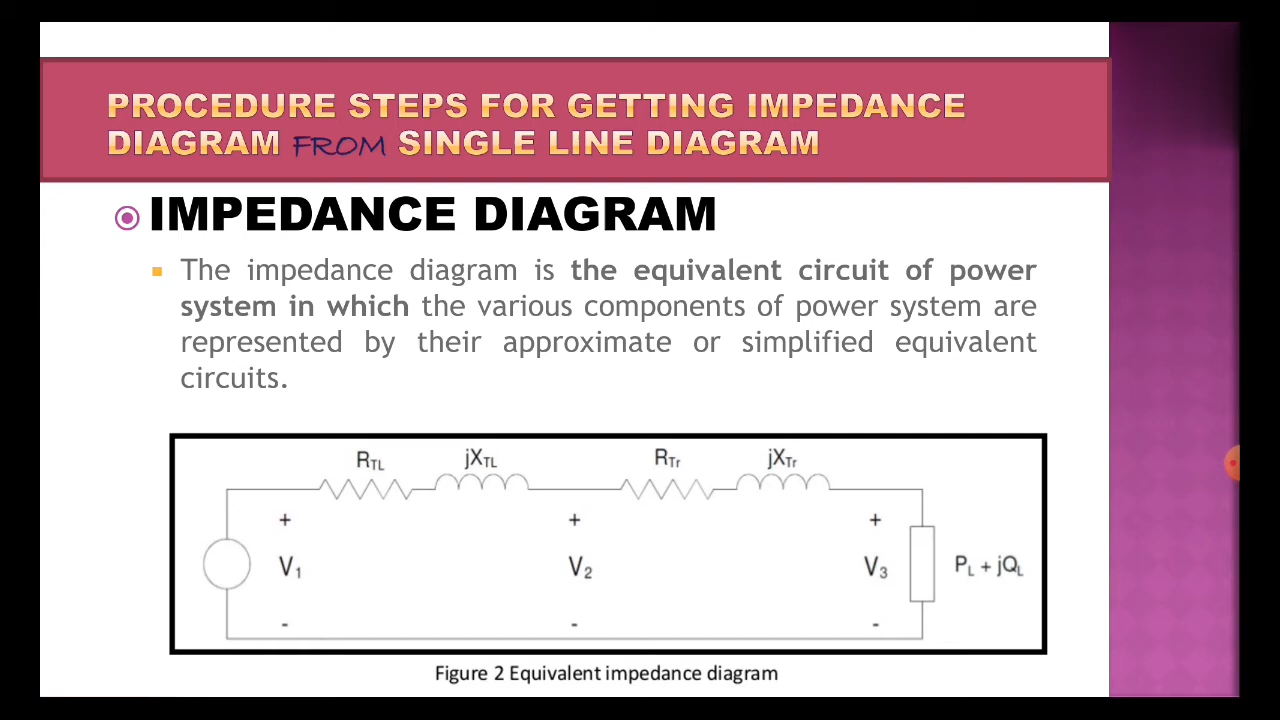 PROCEDURE STEPS FOR GETTING IMPEDANCE
DIAGRAM FROM SINGLE LINE DIAGRAM
IMPEDANCE DIAGRAM
The impedance diagram is the equivalent circuit of power
system in which the various components of power system are
represented by their approximate or simplified equivalent
circuits.
RTL jXTL RTr jXTr
+ + +
V1 V2 V3 PL + jQL
- - -
Figure 2 Equivalent impedance diagram